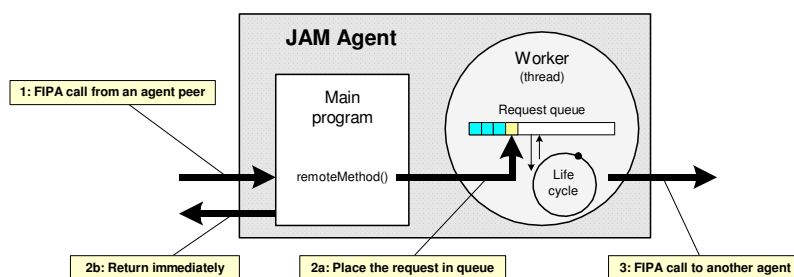 JAM Agent
Worker
(thread)
1: FIPA call from an agent peer
Main
program
Request queue
remoteMethod()
Life
cycle
2b: Return immediately
2a: Place the request in queue
3: FIPA call to another agent